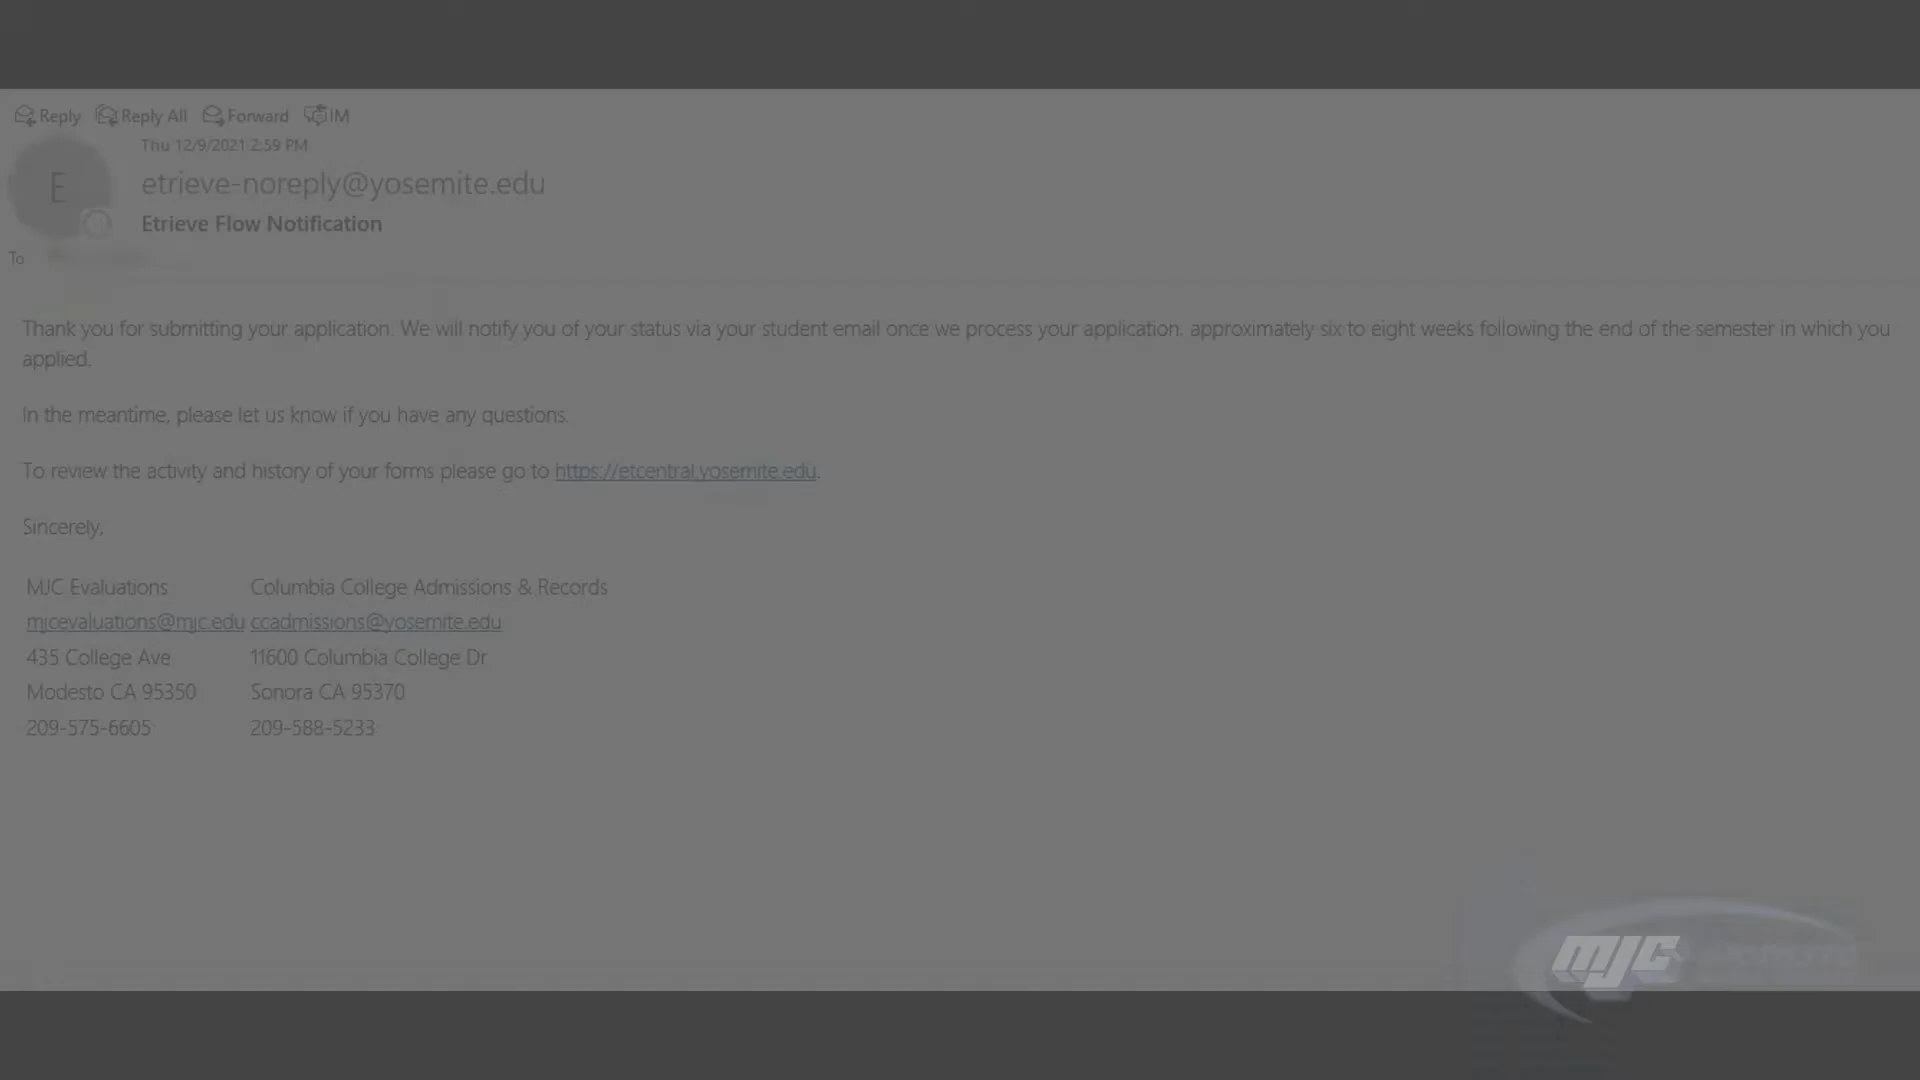 Reply Reply All Forward IM
Thu 12/9/2021 2:59 PM
E
etrieve-noreply@yosemite.edu
Etrieve Flow Notification
To
Thank you for submitting your application. We will notify you of your status via your student email once we process your application. approximately six to eight weeks following the end of the semester in which you
applied.
In the meantime, please let us know if you have any questions.
To review the activity and history of your forms please go to https://etcentral.yosemite.edu.
Sincerely,
MJC Evaluations Columbia College Admissions & Records
mjcevaluations@mjc.edu ccadmissions@yosemite.edu
435 College Ave 11600 Columbia College Dr
Modesto CA 95350 Sonora CA 95370
209-575-6605 209-588-5233
MJC